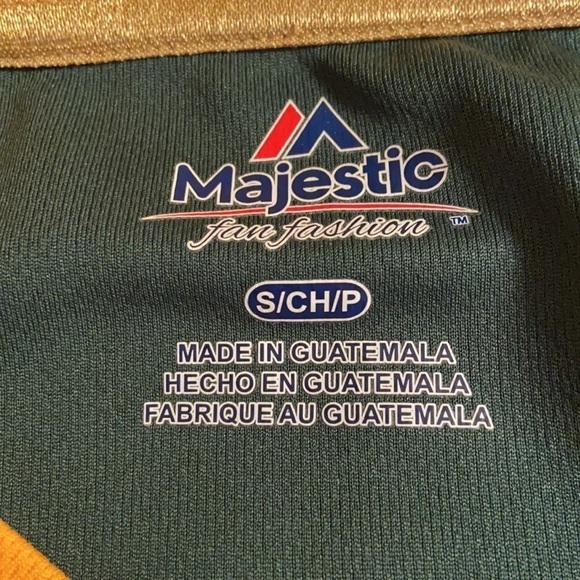 Majestic
fan fashion ™
S/CH/P
MADE IN GUATEMALA
HECHO EN GUATEMALA
FABRIQUE AU GUATEMALA